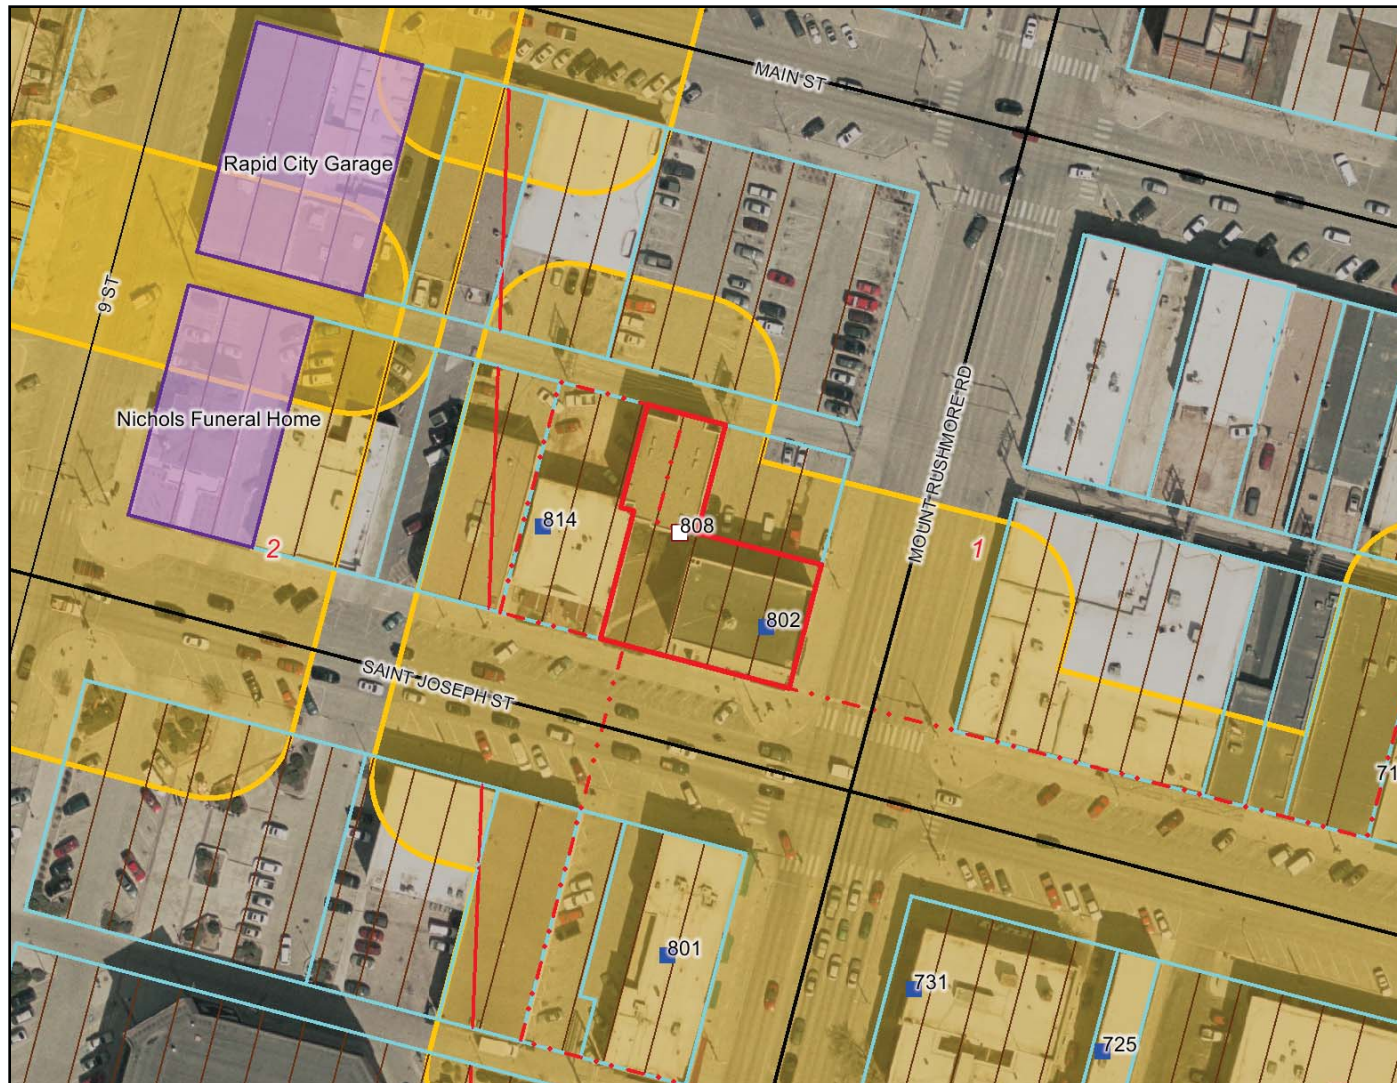 MAIN ST
Rapid City Garage
9 ST
Nichols Funeral Home
MOUNT RUSHMORE RD
814
808
2
1
802
SAINT JOSEPH ST
71
801
731
725